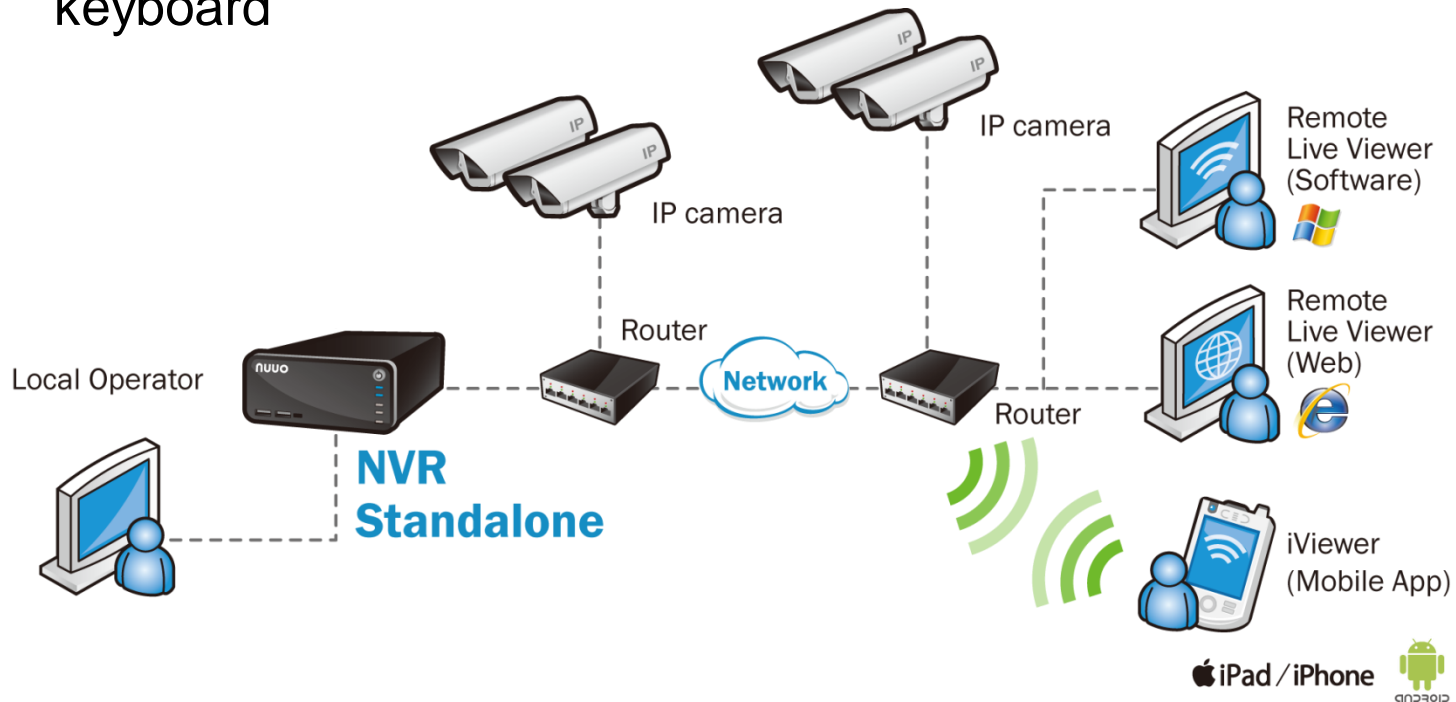 keyboard
IP
IP
IP camera
IP
IP
IP camera
Remote
Live Viewer
(Software)
Remote
Live Viewer
(Web)
Router
Network
Router
Local Operator
nuuo
NVR
Standalone
iViewer
(Mobile App)
iPad / iPhone
ANDROID